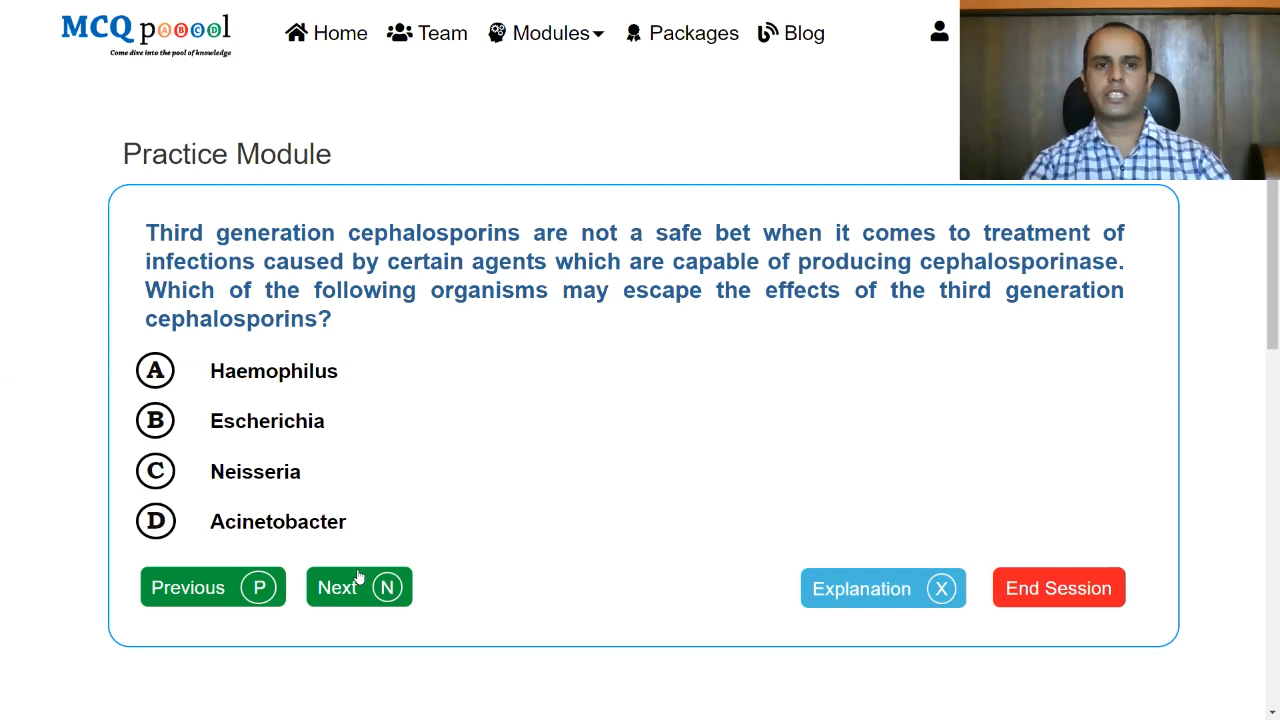 MCQ pooool
A B C D
Come dive into the pool of knowledge
Home Team Modules Packages Blog
Practice Module
Third generation cephalosporins are not a safe bet when it comes to treatment of
infections caused by certain agents which are capable of producing cephalosporinase.
Which of the following organisms may escape the effects of the third generation
cephalosporins?
A Haemophilus
B Escherichia
C Neisseria
D Acinetobacter
Previous P Next N Explanation X End Session